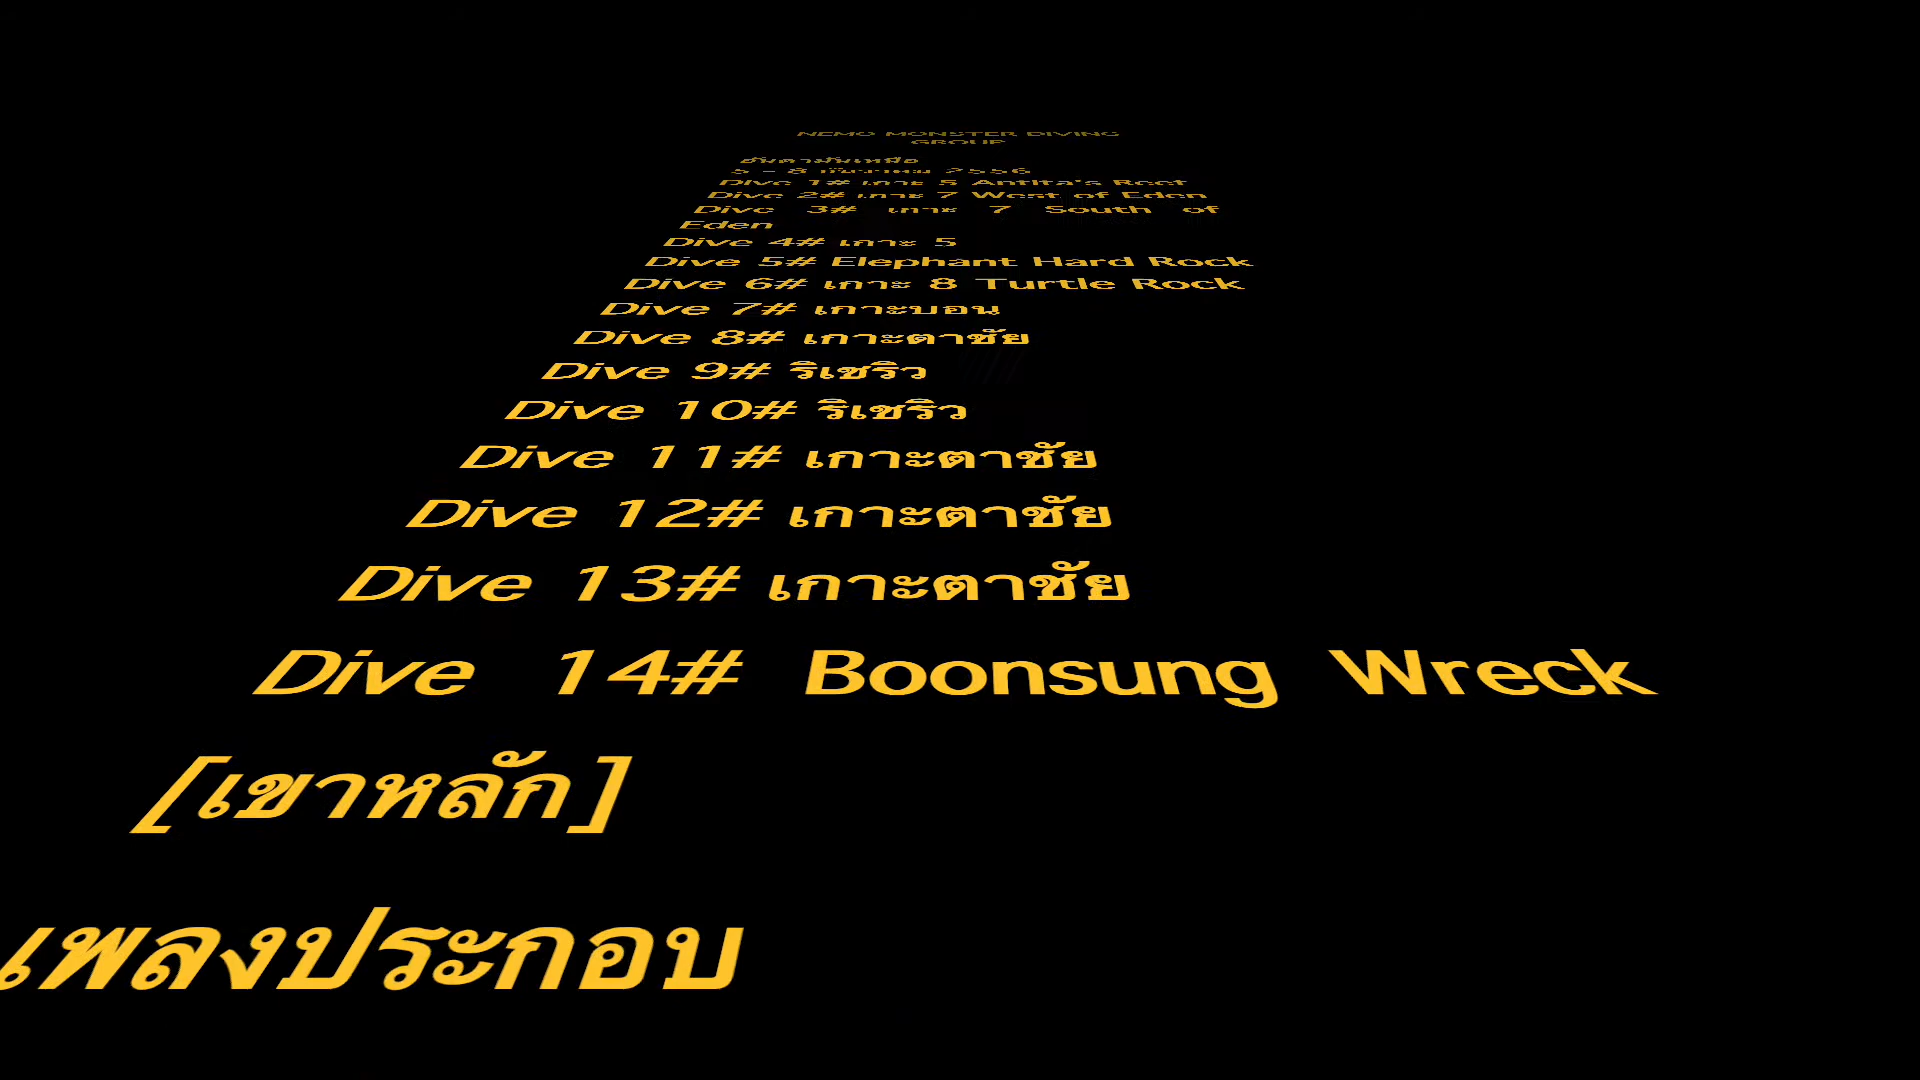 NEMO MONSTER DIVING
GROUP
อันดามันเหนือ
5 - 8 ธันวาคม 2556
Dive 1# เกาะ 5 Antita's Reef
Dive 2# เกาะ 7 West of Eden
Dive 3# เกาะ 7 South of
Eden
Dive 4# เกาะ 5
Dive 5# Elephant Hard Rock
Dive 6# เกาะ 8 Turtle Rock
Dive 7# เกาะบอน
Dive 8# เกาะตาชัย
Dive 9# ริเชริว
Dive 10# ริเชริว
Dive 11# เกาะตาชัย
Dive 12# เกาะตาชัย
Dive 13# เกาะตาชัย
Dive 14# Boonsung Wreck
[เขาหลัก]
เพลงประกอบ